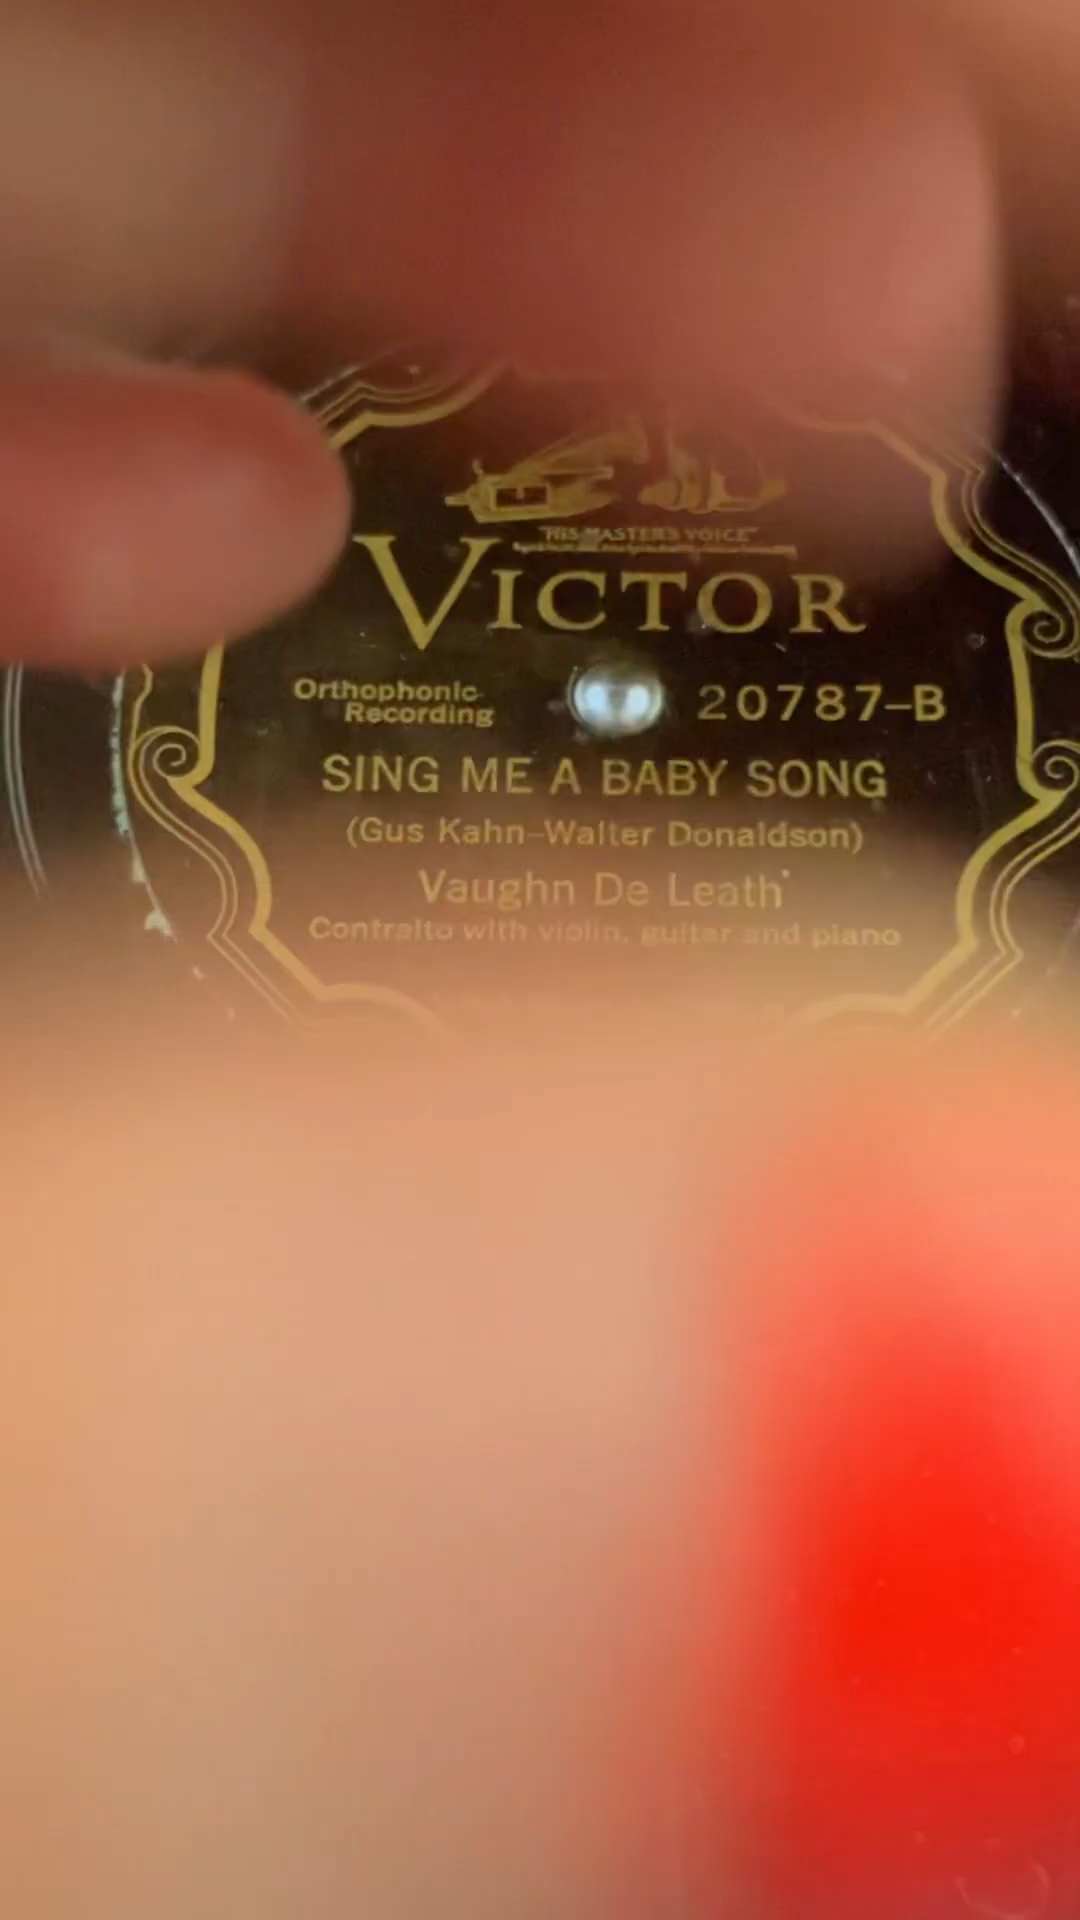 "HIS MASTER'S VOICE"
VICTOR
Orthophonic
Recording
20787-B
SING ME A BABY SONG
(Gus Kahn-Walter Donaldson)
Vaughn De Leath
Contralto with violin, guitar and piano